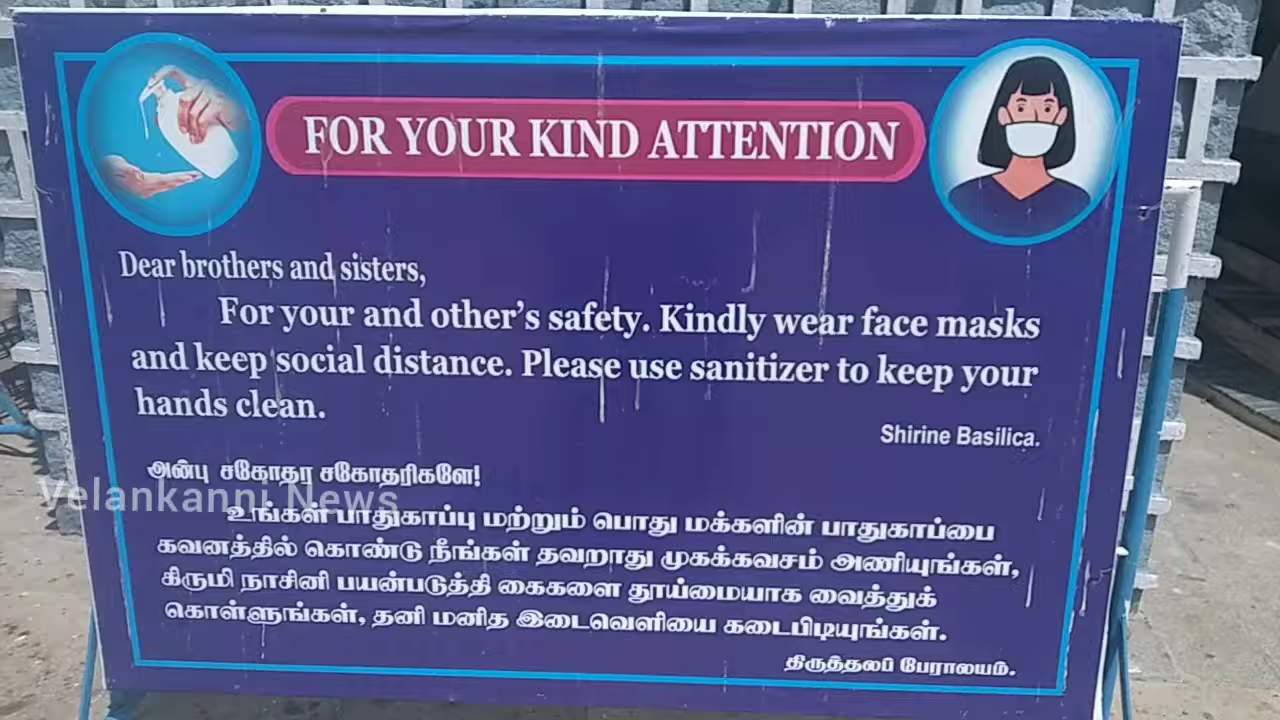 FOR YOUR KIND ATTENTION
Dear brothers and sisters,
For your and other's safety. Kindly wear face masks
and keep social distance. Please use sanitizer to keep your
hands clean.
Shirine Basilica.
அன்பு சகோதர சகோதரிகளே!
Velankanni News
உங்கள் பாதுகாப்பு மற்றும் பொது மக்களின் பாதுகாப்பை
கவனத்தில் கொண்டு நீங்கள் தவறாது முகக்கவசம் அணியுங்கள்,
கிருமி நாசினி பயன்படுத்தி கைகளை தூய்மையாக வைத்துக்
கொள்ளுங்கள், தனி மனித இடைவெளியை கடைபிடியுங்கள்.
திருத்தலப் பேராலயம்.